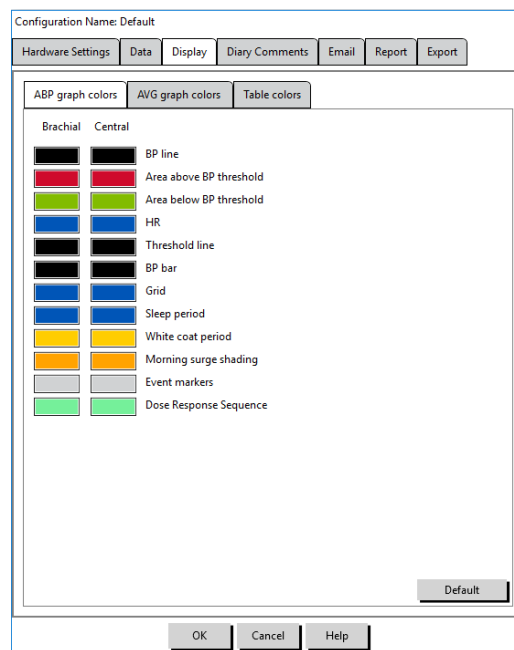 Configuration Name: Default
Hardware Settings Data Display Diary Comments Email Report Export
ABP graph colors AVG graph colors Table colors
Brachial Central
BP line
Area above BP threshold
Area below BP threshold
HR
Threshold line
BP bar
Grid
Sleep period
White coat period
Morning surge shading
Event markers
Dose Response Sequence
Default
OK Cancel Help